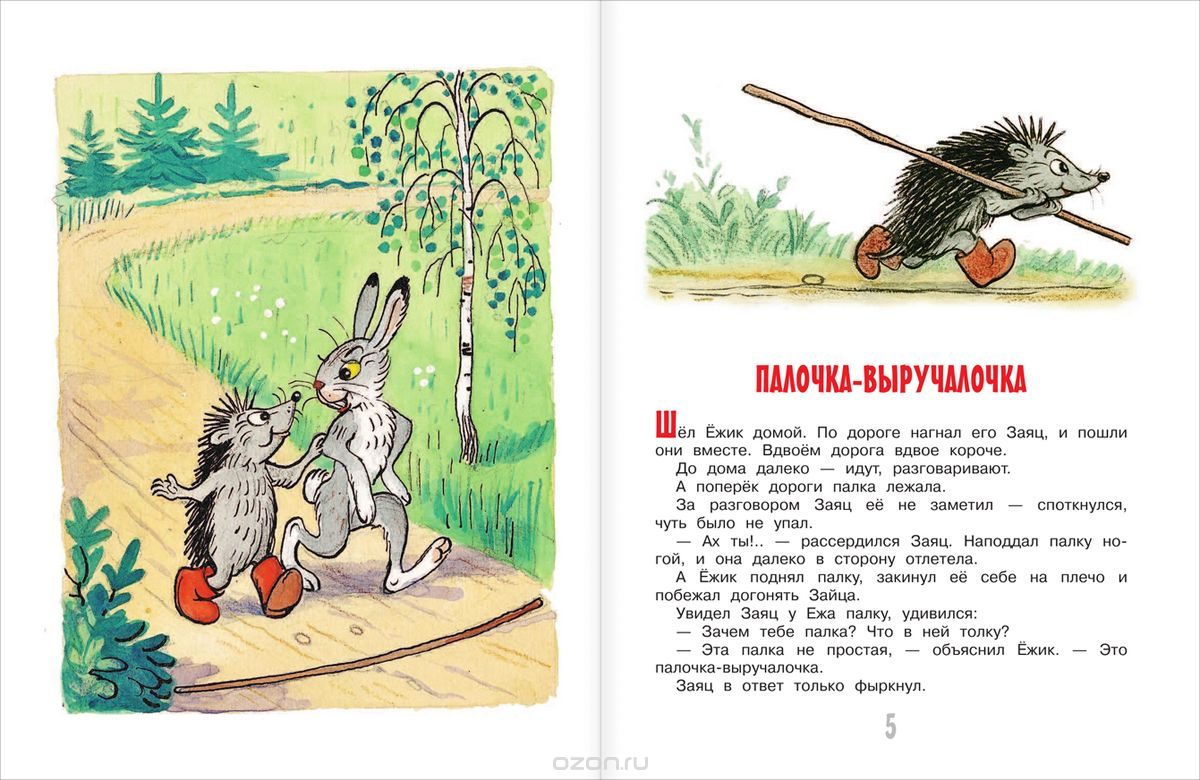 ПАЛОЧКА-ВЫРУЧАЛОЧКА
Шёл Ёжик домой. По дороге нагнал его Заяц, и пошли
они вместе. Вдвоём дорога вдвое короче.
До дома далеко — идут, разговаривают.
А поперёк дороги палка лежала.
За разговором Заяц её не заметил — споткнулся,
чуть было не упал.
— Ах ты!.. — рассердился Заяц. Наподдал палку но-
гой, и она далеко в сторону отлетела.
А Ёжик поднял палку, закинул её себе на плечо и
побежал догонять Зайца.
Увидел Заяц у Ежа палку, удивился:
— Зачем тебе палка? Что в ней толку?
— Эта палка не простая, — объяснил Ёжик. — Это
палочка-выручалочка.
Заяц в ответ только фыркнул.
5
ozon.ru